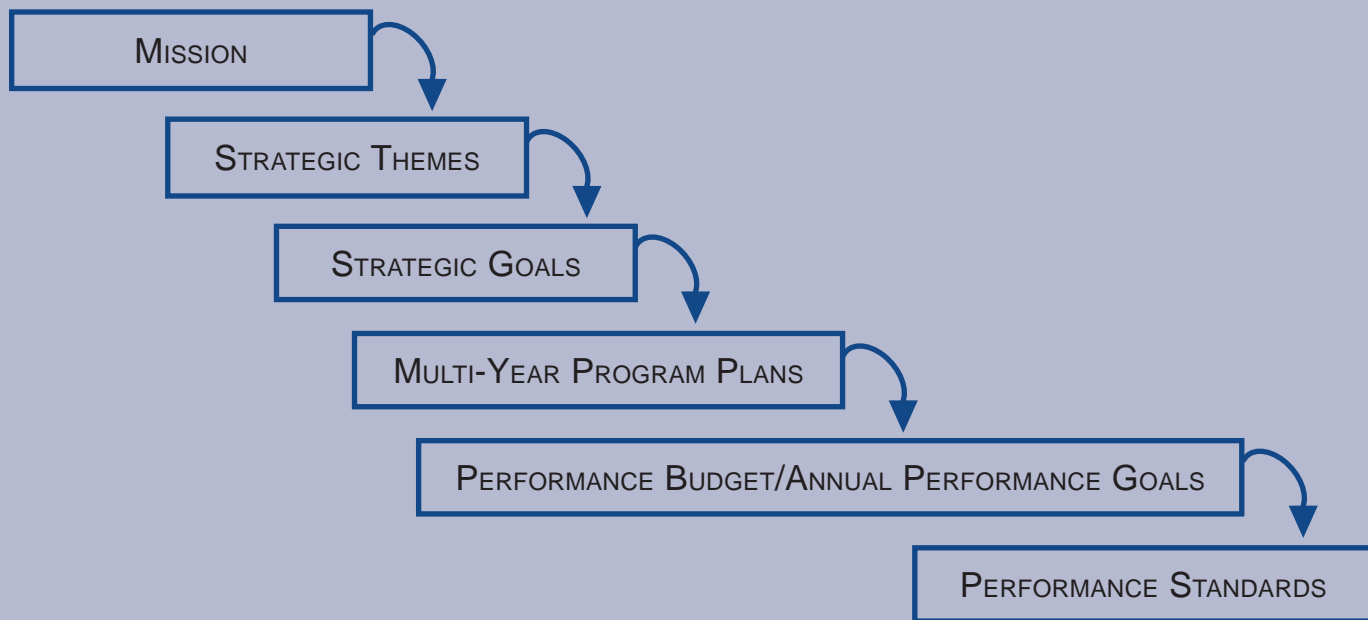 Mission
Strategic Themes
Strategic Goals
Multi-Year Program Plans
Performance Budget/Annual Performance Goals
Performance Standards